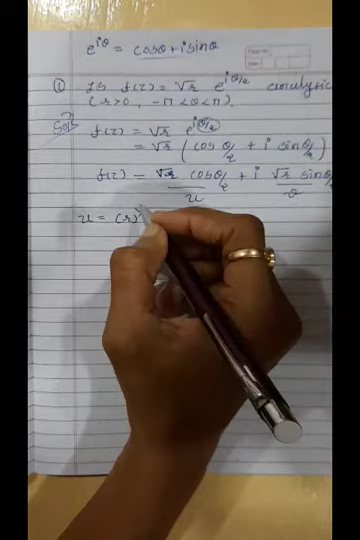 e^{iθ} = cosθ + i sinθ
① Is f(z) = √r e^{iθ/2} analytic
(r>0, -π<θ<π).
Sol:
f(z) = √r e^{iθ/2}
= √r (cos θ/2 + i sin θ/2)
f(z) = √r cos θ/2 + i √r sin θ/2
u v
u = (r)